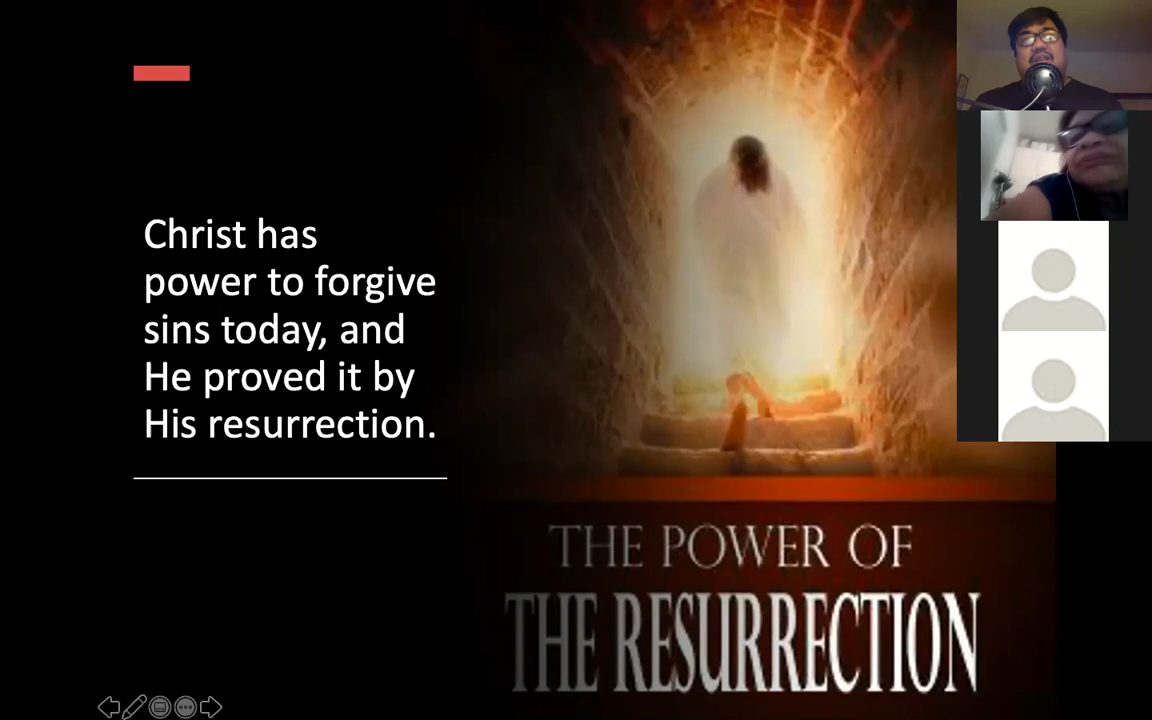 Christ has
power to forgive
sins today, and
He proved it by
His resurrection.
THE POWER OF
THE RESURRECTION